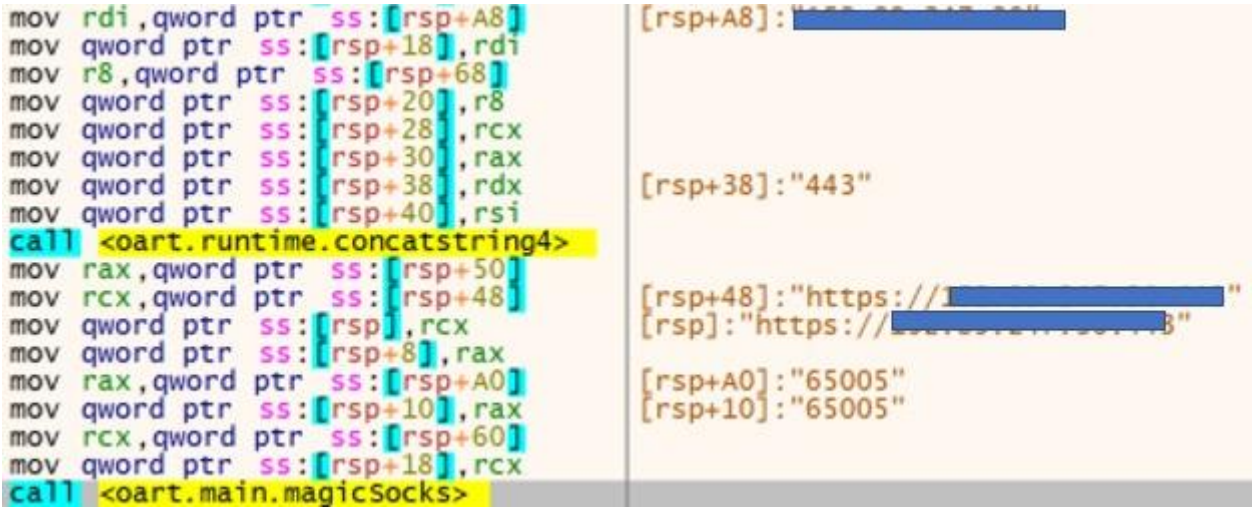 mov rdi,qword ptr ss:[rsp+A8] [rsp+A8]:
mov qword ptr ss:[rsp+18],rdi
mov r8,qword ptr ss:[rsp+68]
mov qword ptr ss:[rsp+20],r8
mov qword ptr ss:[rsp+28],rcx
mov qword ptr ss:[rsp+30],rax
mov qword ptr ss:[rsp+38],rdx [rsp+38]:"443"
mov qword ptr ss:[rsp+40],rsi
call <oart.runtime.concatstring4>
mov rax,qword ptr ss:[rsp+50]
mov rcx,qword ptr ss:[rsp+48] [rsp+48]:"https://"
mov qword ptr ss:[rsp],rcx [rsp]:"https://"
mov qword ptr ss:[rsp+8],rax
mov rax,qword ptr ss:[rsp+A0] [rsp+A0]:"65005"
mov qword ptr ss:[rsp+10],rax [rsp+10]:"65005"
mov rcx,qword ptr ss:[rsp+60]
mov qword ptr ss:[rsp+18],rcx
call <oart.main.magicSocks>